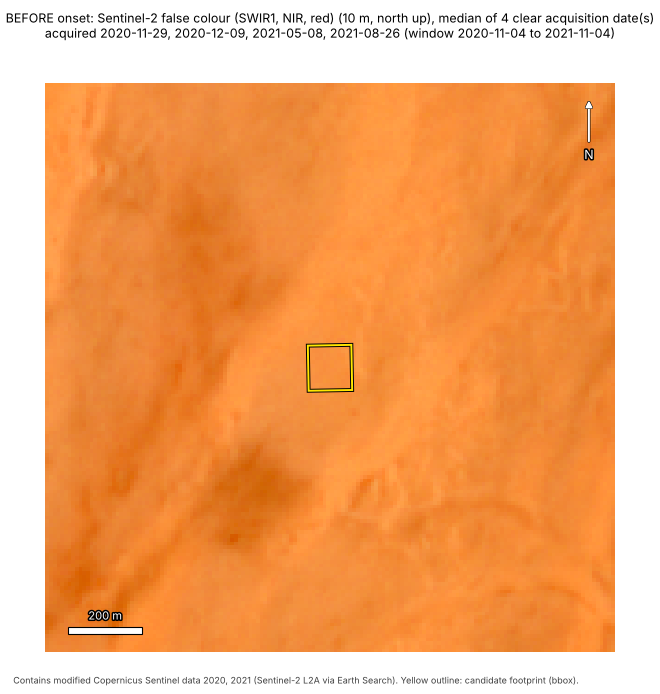 BEFORE onset: Sentinel-2 false colour (SWIR1, NIR, red) (10 m, north up), median of 4 clear acquisition date(s)
acquired 2020-11-29, 2020-12-09, 2021-05-08, 2021-08-26 (window 2020-11-04 to 2021-11-04)
N
200 m
Contains modified Copernicus Sentinel data 2020, 2021 (Sentinel-2 L2A via Earth Search). Yellow outline: candidate footprint (bbox).